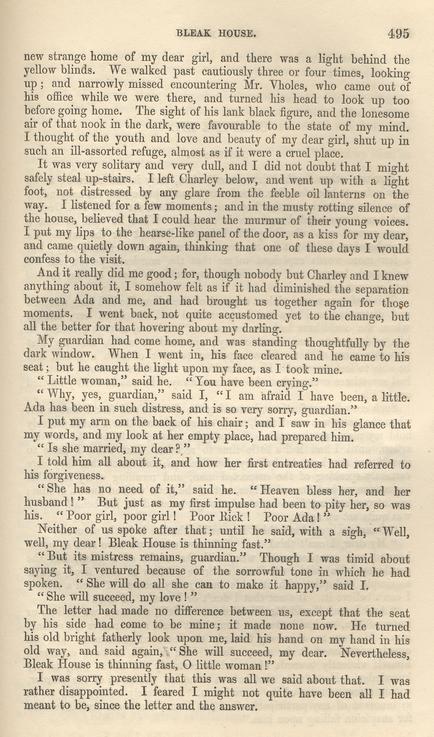 BLEAK HOUSE. 495
new strange home of my dear girl, and there was a light behind the
yellow blinds. We walked past cautiously three or four times, looking
up; and narrowly missed encountering Mr. Vholes, who came out of
his office while we were there, and turned his head to look up too
before going home. The sight of his lank black figure, and the lonesome
air of that nook in the dark, were favourable to the state of my mind.
I thought of the youth and love and beauty of my dear girl, shut up in
such an ill-assorted refuge, almost as if it were a cruel place.
It was very solitary and very dull, and I did not doubt that I might
safely steal up-stairs. I left Charley below, and went up with a light
foot, not distressed by any glare from the feeble oil lanterns on the
way. I listened for a few moments; and in the musty rotting silence of
the house, believed that I could hear the murmur of their young voices.
I put my lips to the hearse-like panel of the door, as a kiss for my dear,
and came quietly down again, thinking that one of these days I would
confess to the visit.
And it really did me good; for, though nobody but Charley and I knew
anything about it, I somehow felt as if it had diminished the separation
between Ada and me, and had brought us together again for those
moments. I went back, not quite accustomed yet to the change, but
all the better for that hovering about my darling.
My guardian had come home, and was standing thoughtfully by the
dark window. When I went in, his face cleared and he came to his
seat; but he caught the light upon my face, as I took mine.
"Little woman," said he. "You have been crying."
"Why, yes, guardian," said I, "I am afraid I have been, a little.
Ada has been in such distress, and is so very sorry, guardian."
I put my arm on the back of his chair; and I saw in his glance that
my words, and my look at her empty place, had prepared him.
"Is she married, my dear?"
I told him all about it, and how her first entreaties had referred to
his forgiveness.
"She has no need of it," said he. "Heaven bless her, and her
husband!" But just as my first impulse had been to pity her, so was
his. "Poor girl, poor girl! Poor Rick! Poor Ada!"
Neither of us spoke after that; until he said, with a sigh, "Well,
well, my dear! Bleak House is thinning fast."
"But its mistress remains, guardian." Though I was timid about
saying it, I ventured because of the sorrowful tone in which he had
spoken. "She will do all she can to make it happy," said I.
"She will succeed, my love!"
The letter had made no difference between us, except that the seat
by his side had come to be mine; it made none now. He turned
his old bright fatherly look upon me, laid his hand on my hand in his
old way, and said again, "She will succeed, my dear. Nevertheless,
Bleak House is thinning fast, O little woman!"
I was sorry presently that this was all we said about that. I was
rather disappointed. I feared I might not quite have been all I had
meant to be, since the letter and the answer.